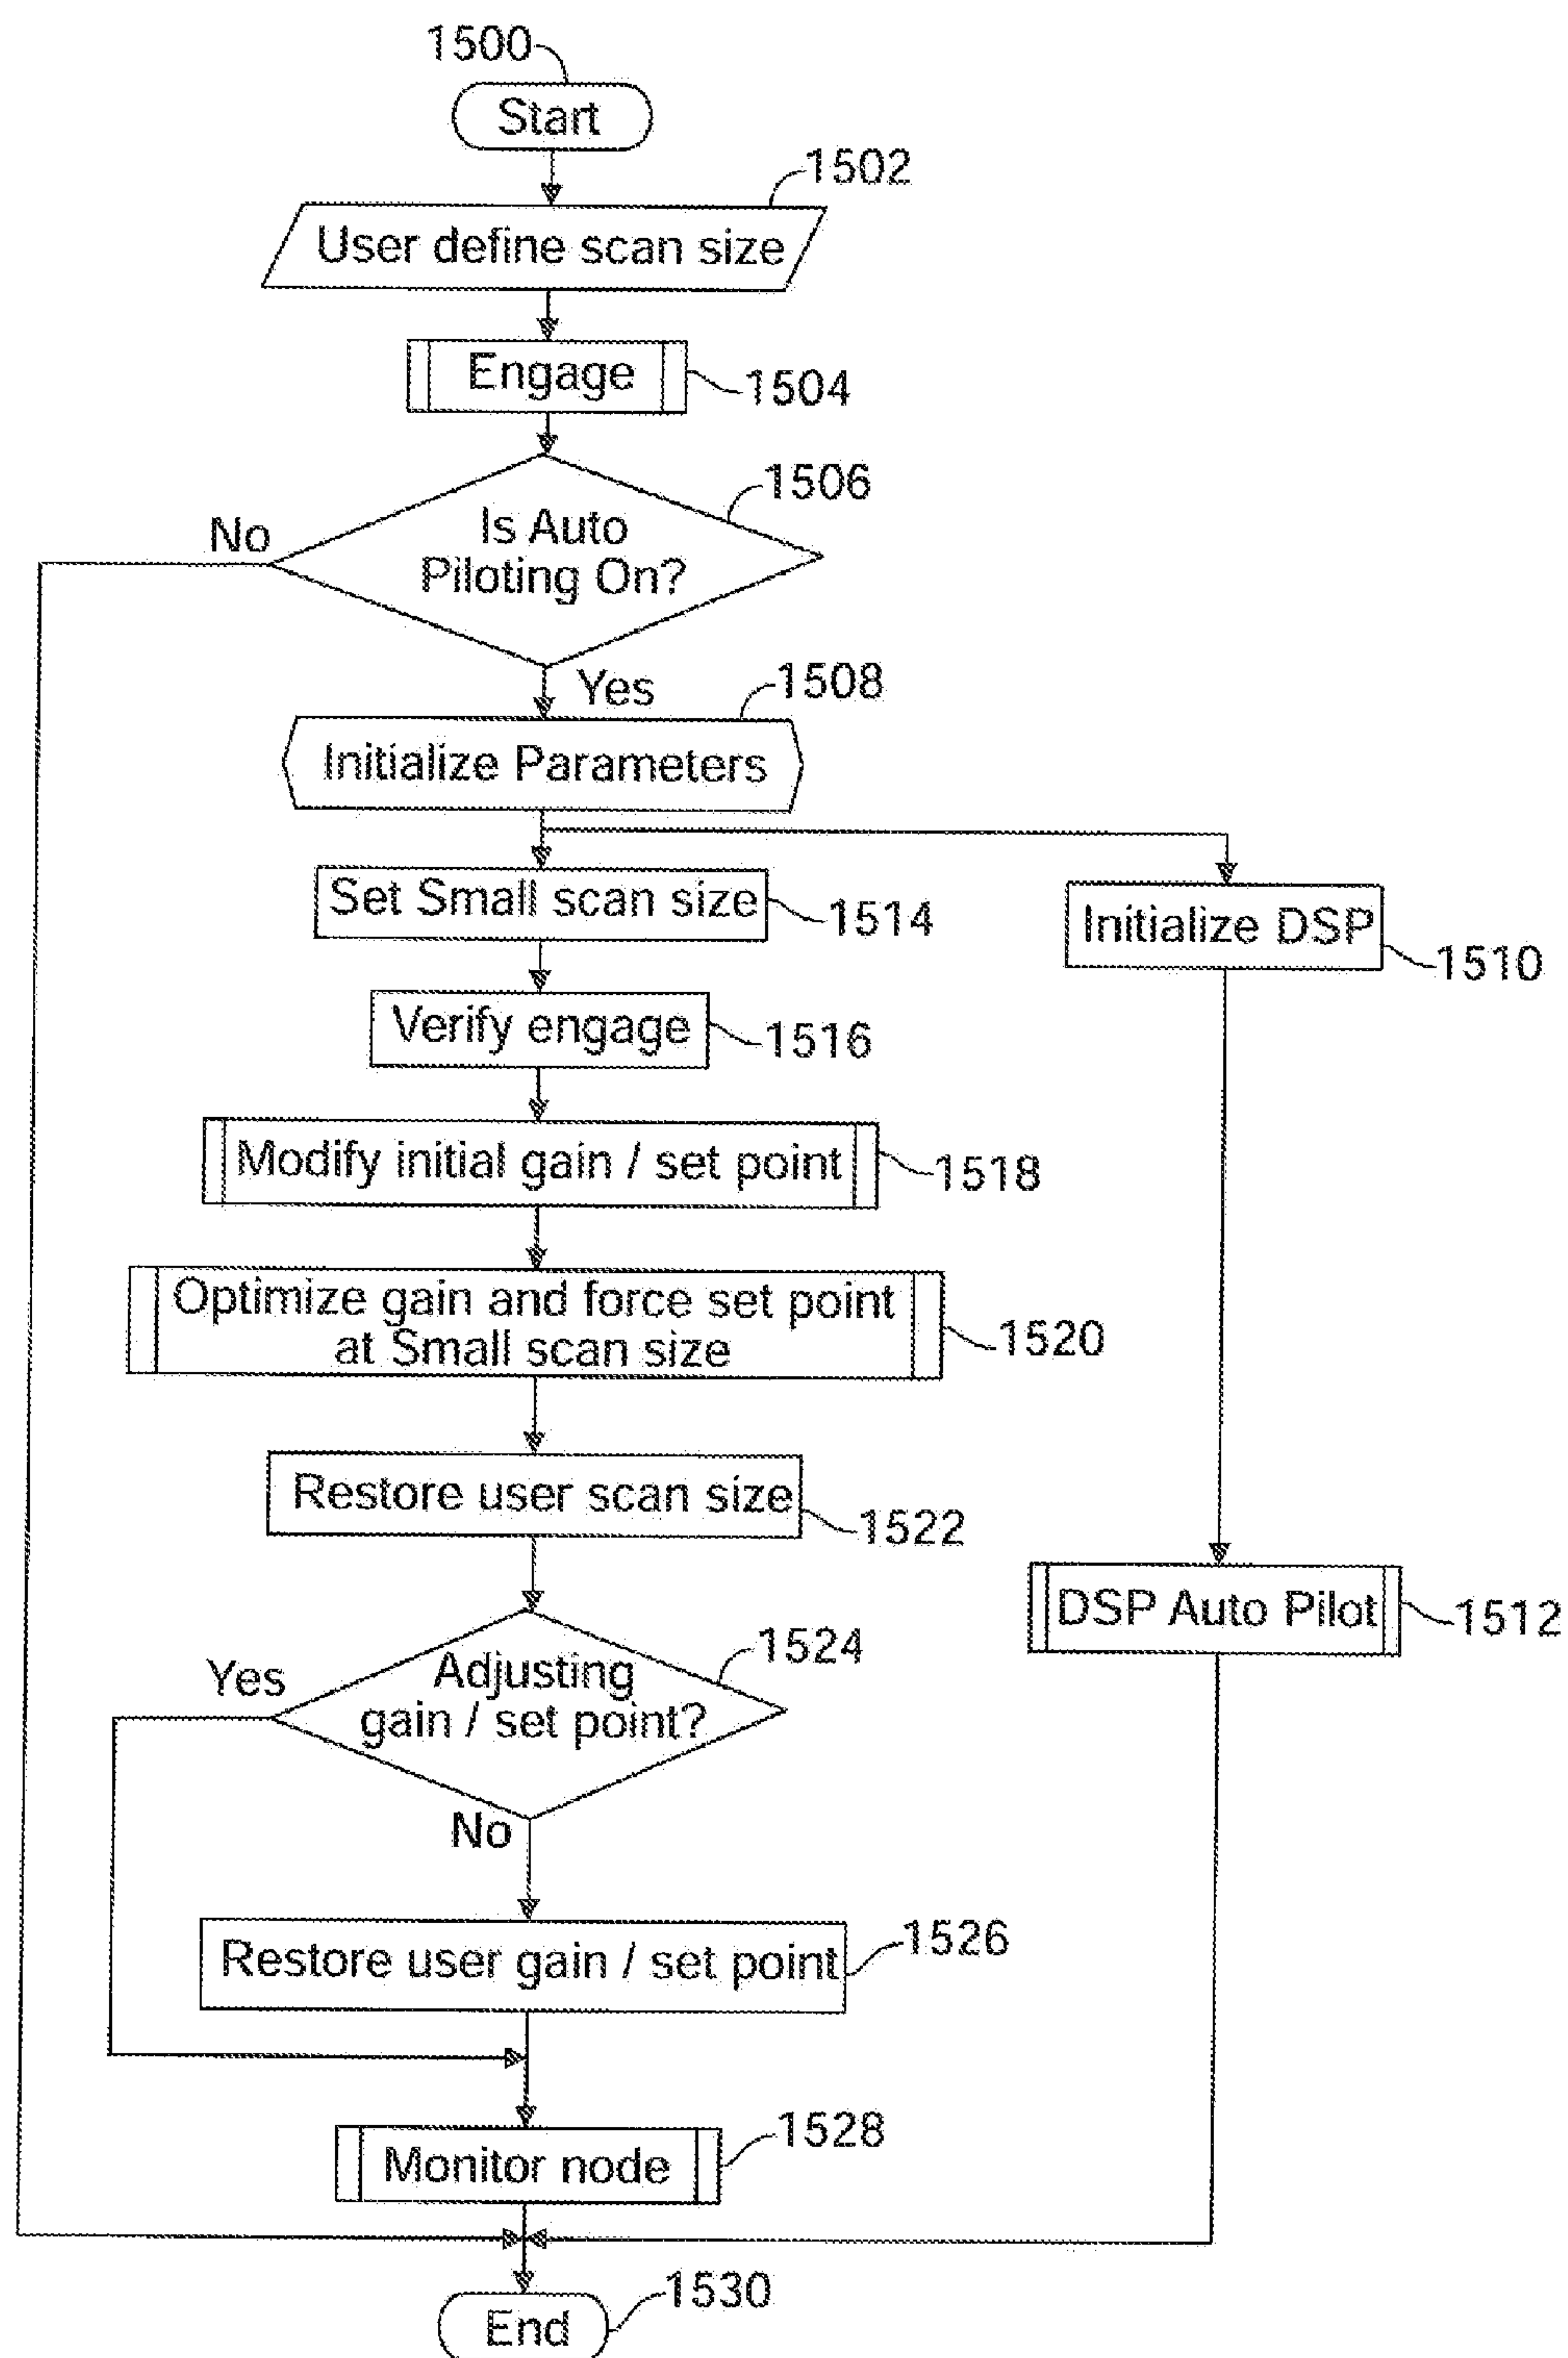 1500
Start
1502
User define scan size
Engage
1504
1506
No
Is Auto
Piloting On?
Yes
1508
Initialize Parameters
Set Small scan size
1514
Initialize DSP
1510
Verify engage
1516
Modify initial gain / set point
1518
Optimize gain and force set point
at Small scan size
1520
Restore user scan size
1522
DSP Auto Pilot
1512
1524
Yes
Adjusting
gain / set point?
No
Restore user gain / set point
1526
Monitor node
1528
1530
End